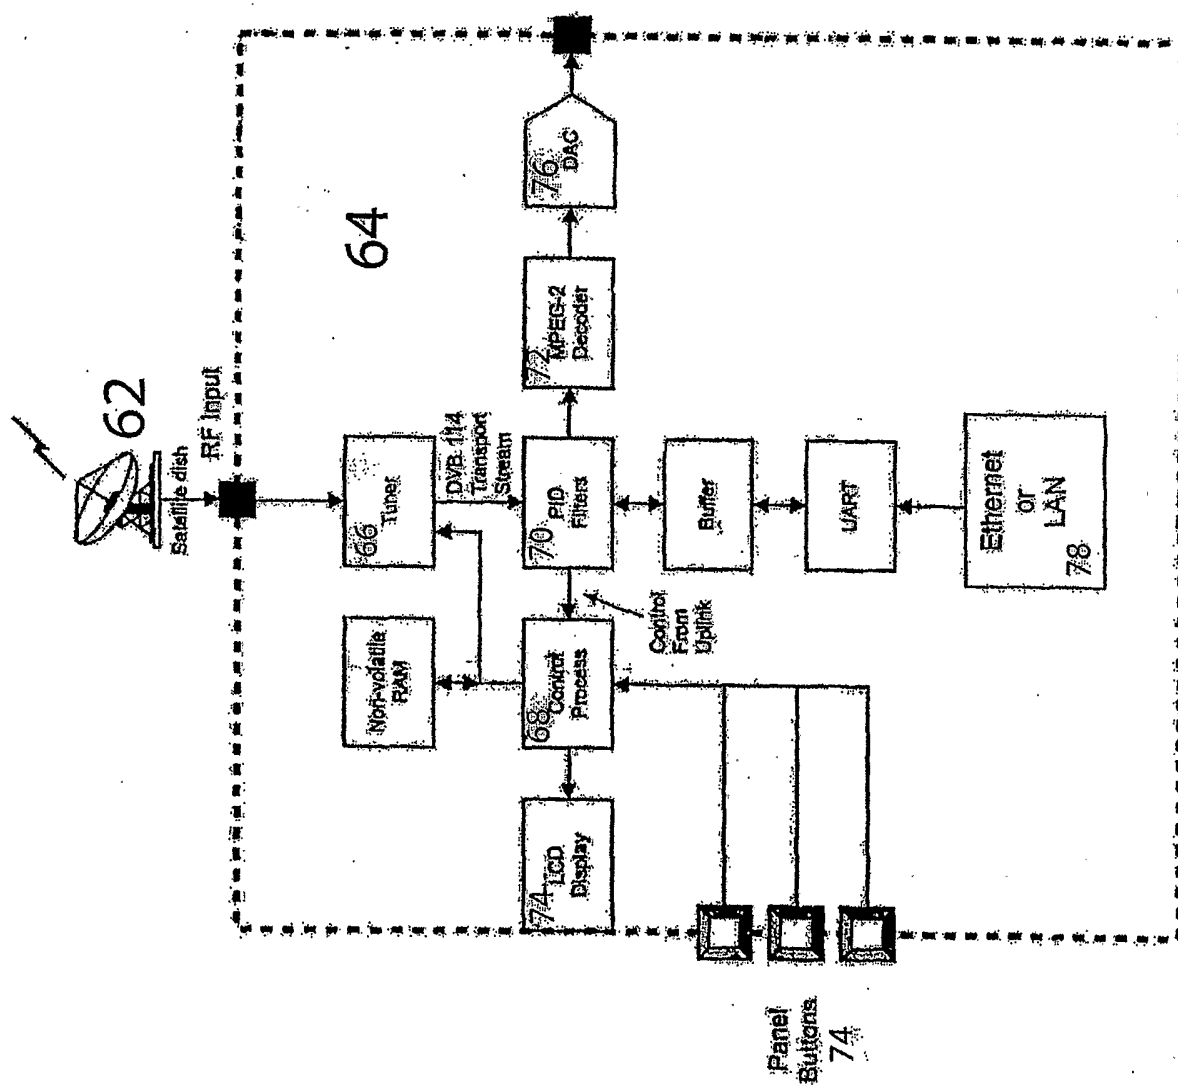 62
Satellite dish
RF Input
64
66
Tuner
Non-volatile
RAM
DVB 114
Transport
Stream
74
LCD
Display
68
Control
Process
70
PID
Filters
72
MPEG-2
Decoder
76
DAC
Control
From
Uplink
Buffer
UART
Ethernet
or
LAN
78
Panel
Buttons
74